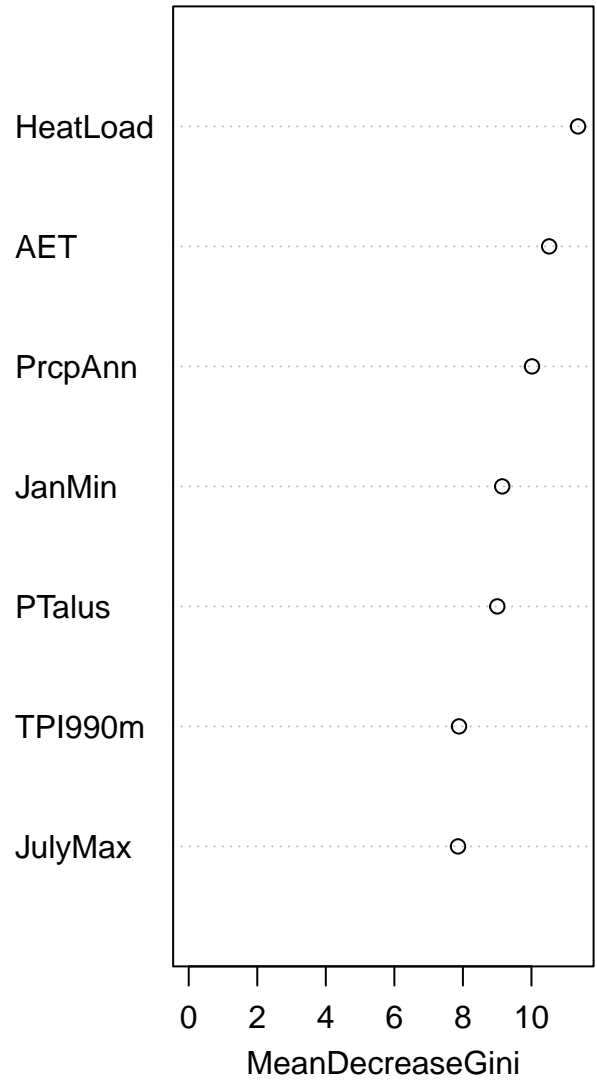 HeatLoad
AET
PrcpAnn
JanMin
PTalus
TPI990m
JulyMax
0 2 4 6 8 10
MeanDecreaseGini